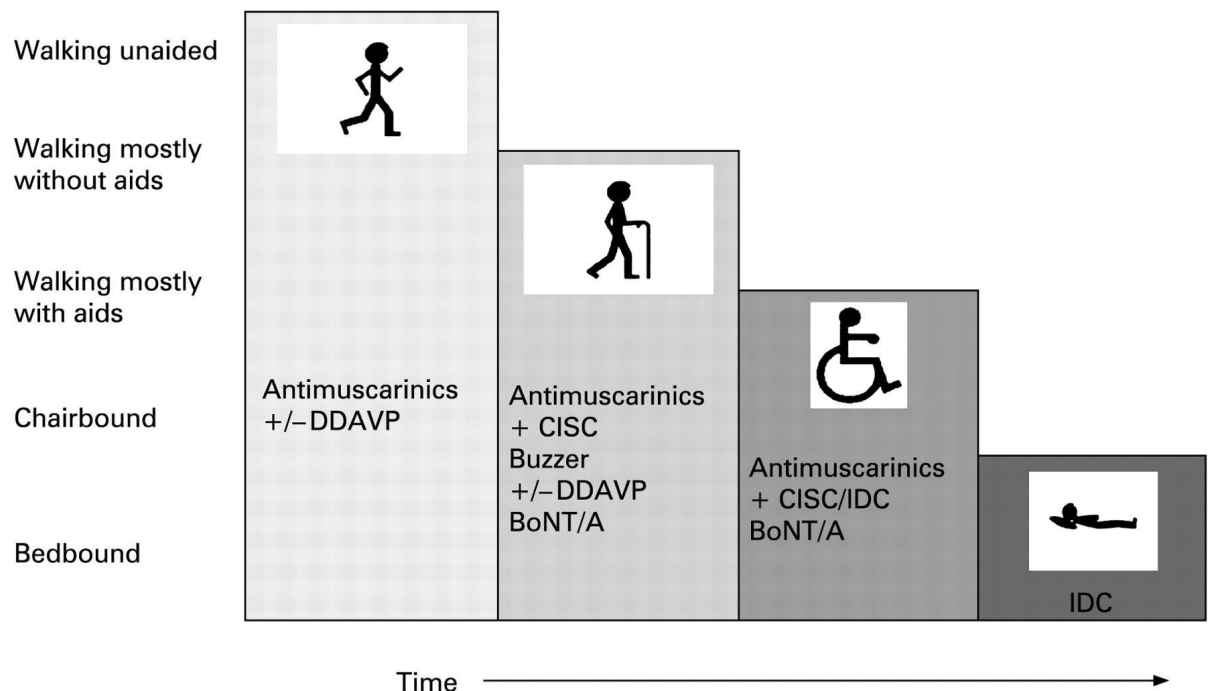 Walking unaided
Walking mostly
without aids
Walking mostly
with aids
Chairbound
Bedbound
Antimuscarinics
+/−DDAVP
Antimuscarinics
+ CISC
Buzzer
+/−DDAVP
BoNT/A
Antimuscarinics
+ CISC/IDC
BoNT/A
IDC
Time